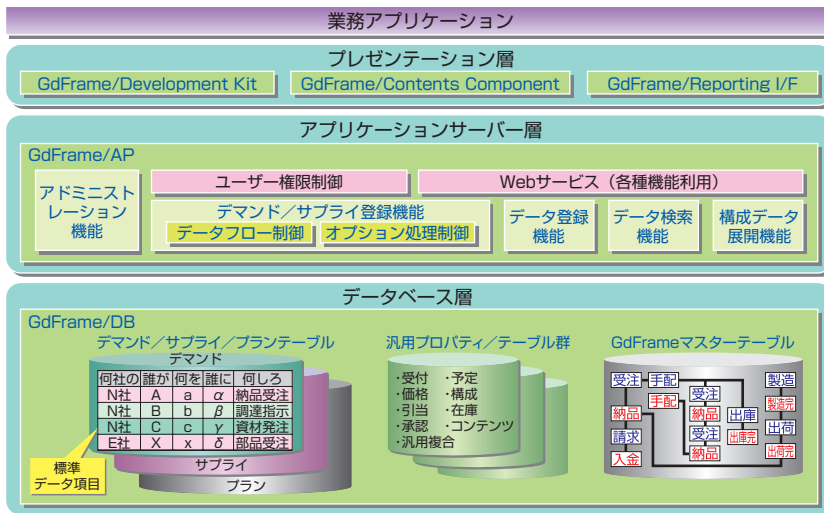 業務アプリケーション
プレゼンテーション層
GdFrame/Development Kit
GdFrame/Contents Component
GdFrame/Reporting I/F
アプリケーションサーバー層
GdFrame/AP
アドミニスト
レーション
機能
ユーザー権限制御
Webサービス（各種機能利用）
デマンド／サプライ登録機能
データフロー制御
オプション処理制御
データ登録
機能
データ検索
機能
構成データ
展開機能
データベース層
GdFrame/DB
デマンド／サプライ／プランテーブル
デマンド
何社の 誰が 何を 誰に 何しろ
N社 A a α 納品受注
N社 B b β 調達指示
N社 C c γ 資材発注
E社 X x δ 部品受注
サプライ
プラン
標準
データ項目
汎用プロパティ／テーブル群
・受付 ・予定
・価格 ・構成
・引当 ・在庫
・承認 ・コンテンツ
・汎用複合
GdFrameマスターテーブル
受注 手配 製造
手配 受注 製造完
納品 納品 出庫 出荷
請求 受注 出庫完 出荷完
入金 納品